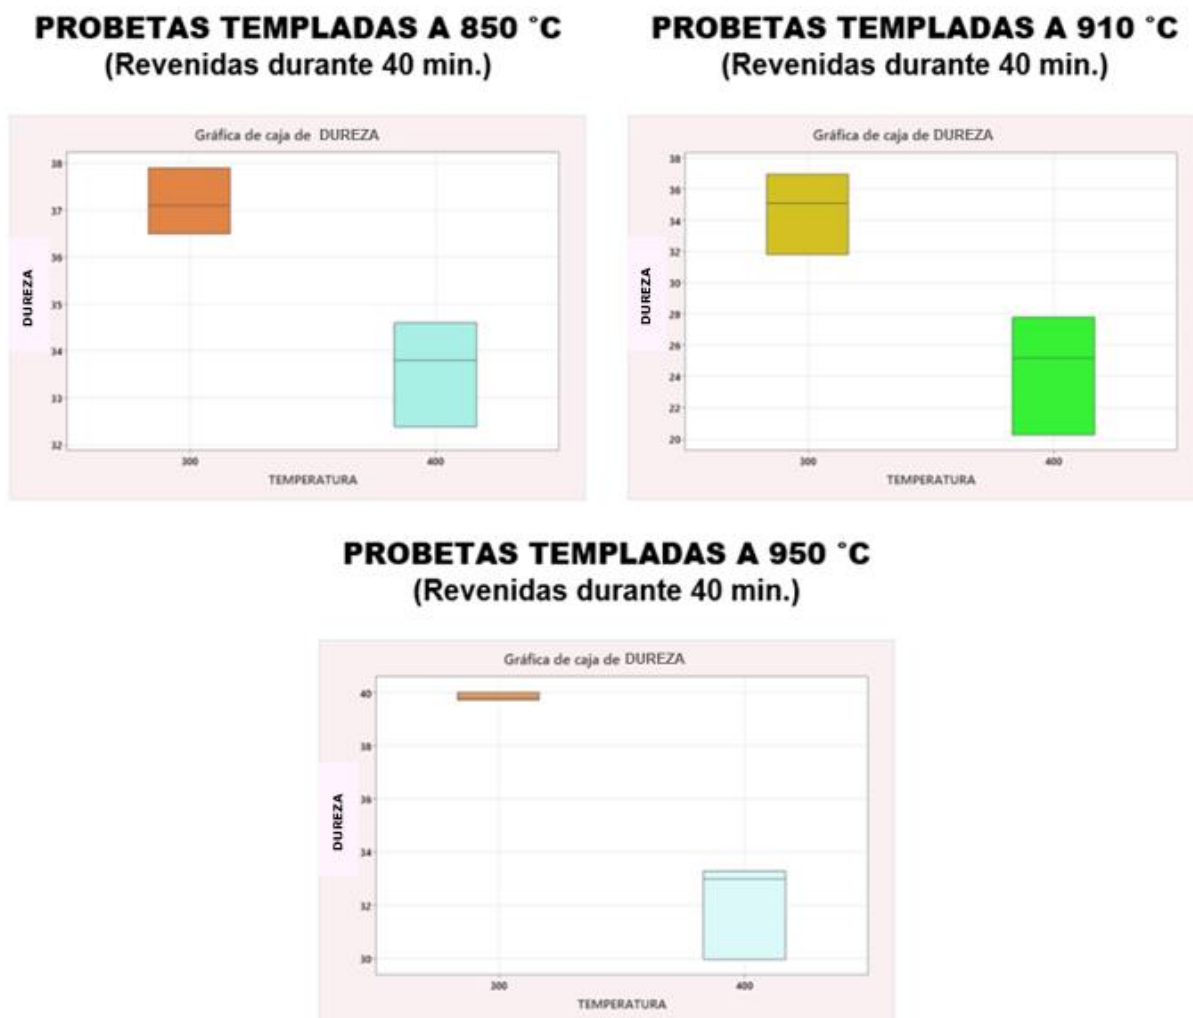 PROBETAS TEMPLADAS A 850 °C
(Revenidas durante 40 min.)
Gráfica de caja de DUREZA
38
37
36
35
34
33
32
DUREZA
300
400
TEMPERATURA
PROBETAS TEMPLADAS A 910 °C
(Revenidas durante 40 min.)
Gráfica de caja de DUREZA
38
36
34
32
28
26
24
22
20
DUREZA
300
400
TEMPERATURA
PROBETAS TEMPLADAS A 950 °C
(Revenidas durante 40 min.)
Gráfica de caja de DUREZA
40
38
36
34
32
30
DUREZA
300
400
TEMPERATURA